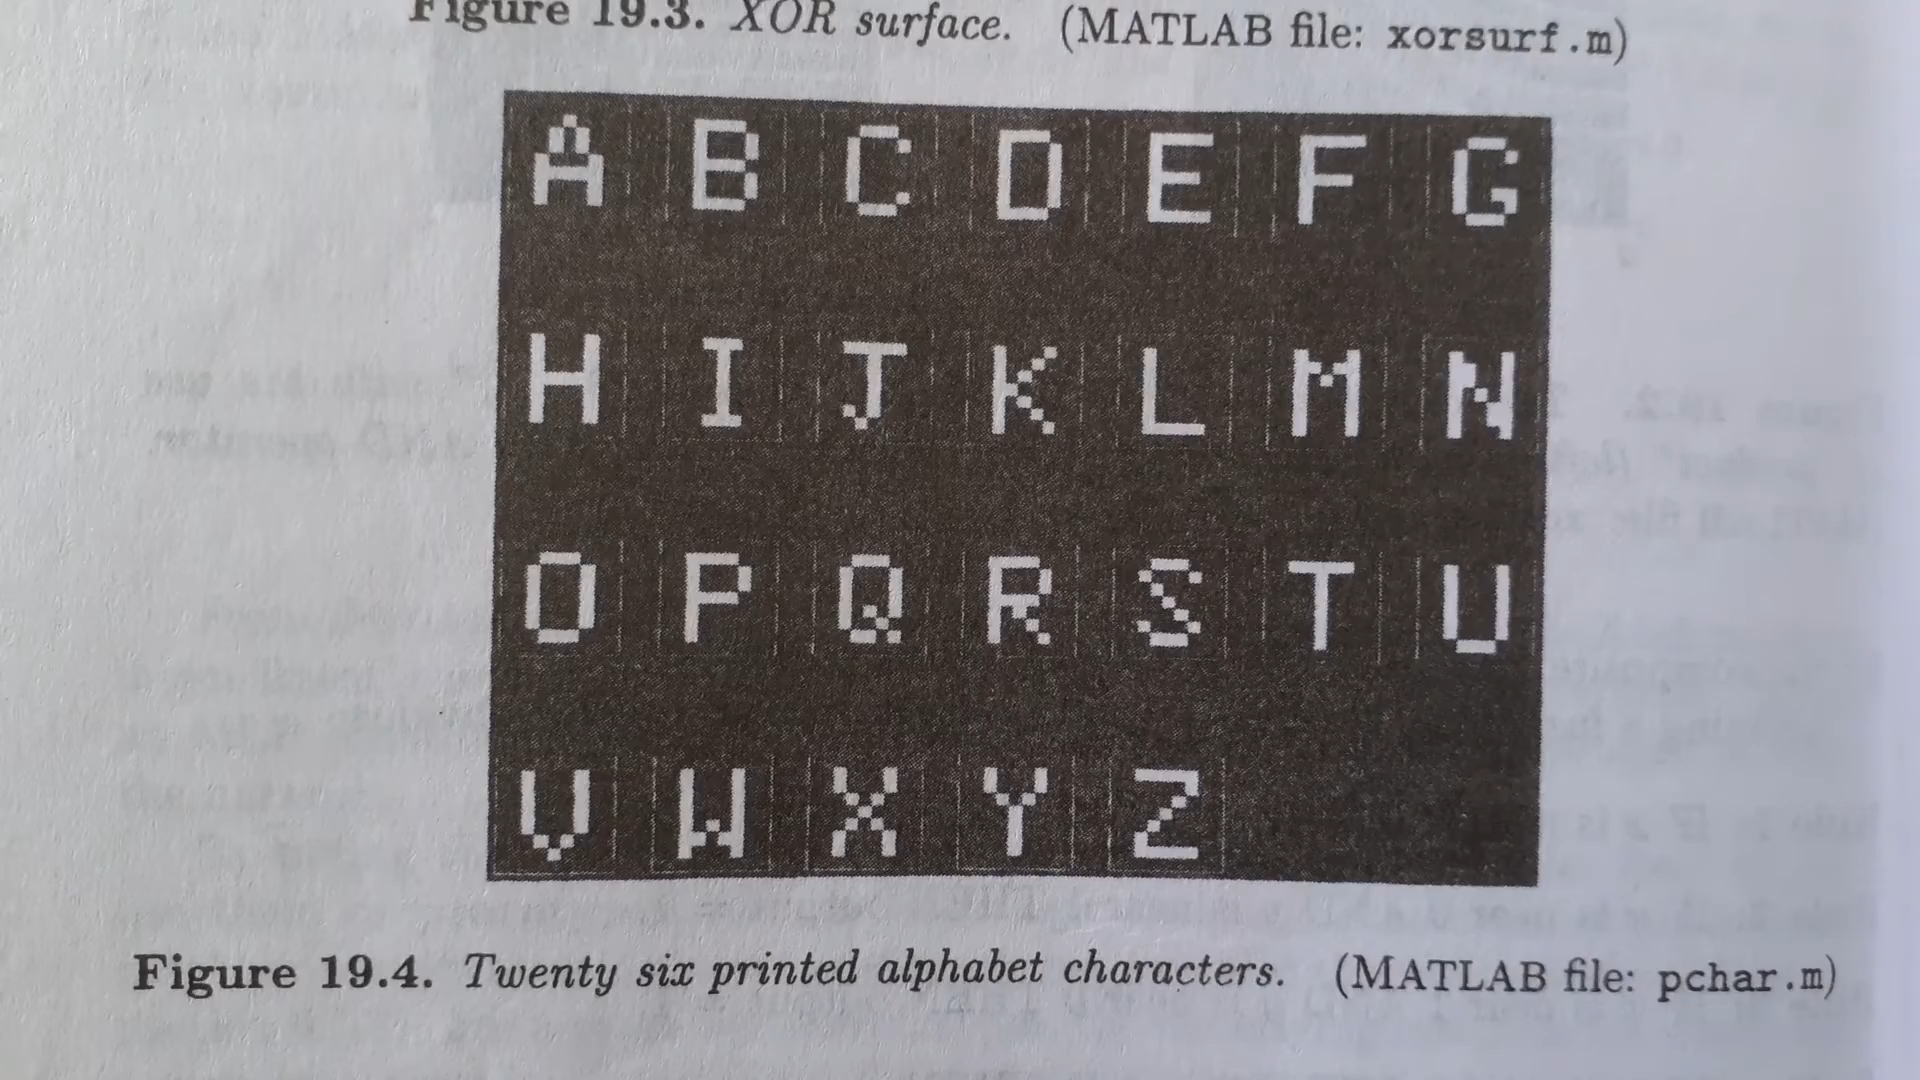 Figure 19.3. XOR surface. (MATLAB file: xorsurf.m)
A B C D E F G
H I J K L M N
O P Q R S T U
V W X Y Z
Figure 19.4. Twenty six printed alphabet characters. (MATLAB file: pchar.m)